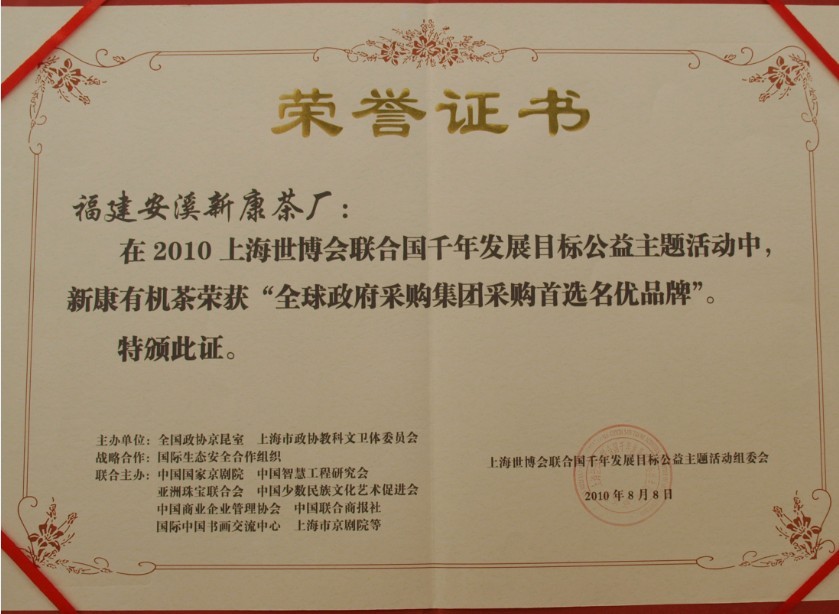 荣誉证书
福建安溪新康茶厂：
在2010上海世博会联合国千年发展目标公益主题活动中，
新康有机茶荣获“全球政府采购集团采购首选名优品牌”。
特颁此证。
主办单位：全国政协京昆室 上海市政协教科文卫体委员会
战略合作：国际生态安全合作组织
联合主办：中国国家京剧院 中国智慧工程研究会
亚洲珠宝联合会 中国少数民族文化艺术促进会
中国商业企业管理协会 中国联合商报社
国际中国书画交流中心 上海市京剧院等
上海世博会联合国千年发展目标公益主题活动组委会
2010年8月8日